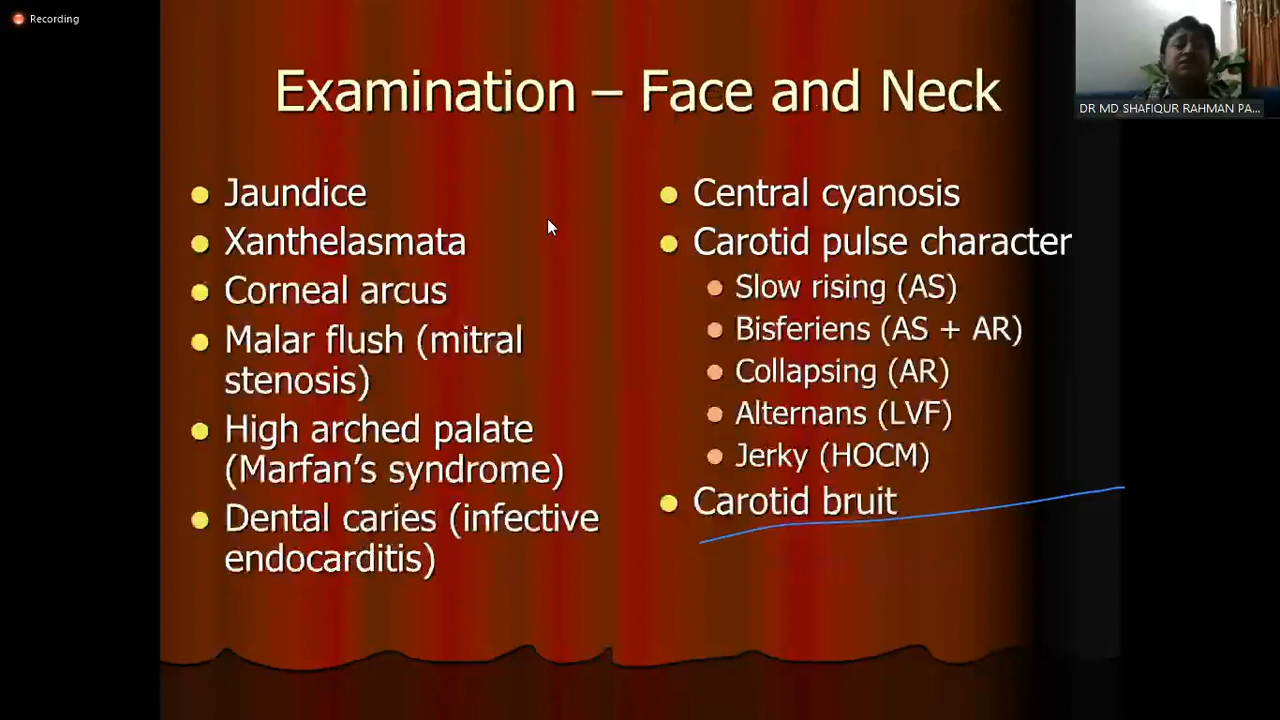 Recording
DR MD SHAFIQUR RAHMAN PA...
Examination – Face and Neck
Jaundice
Xanthelasmata
Corneal arcus
Malar flush (mitral
stenosis)
High arched palate
(Marfan's syndrome)
Dental caries (infective
endocarditis)
Central cyanosis
Carotid pulse character
Slow rising (AS)
Bisferiens (AS + AR)
Collapsing (AR)
Alternans (LVF)
Jerky (HOCM)
Carotid bruit